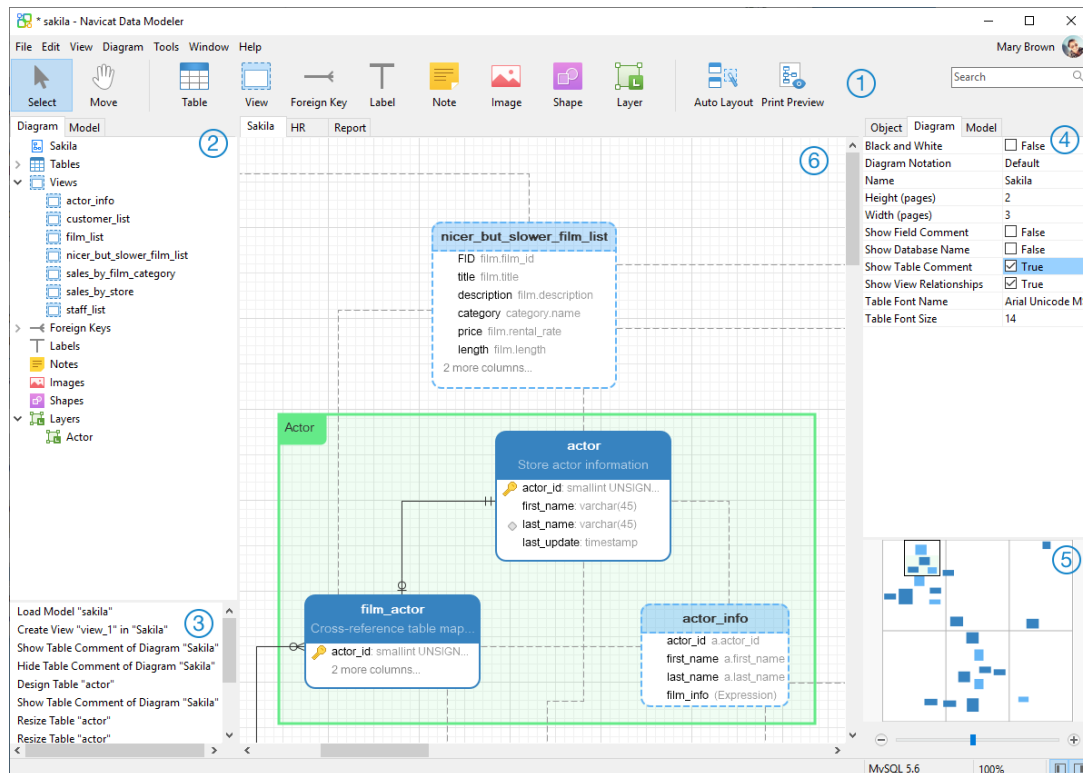 * sakila - Navicat Data Modeler
File Edit View Diagram Tools Window Help
Mary Brown
Select Move Table View Foreign Key Label Note Image Shape Layer Auto Layout Print Preview
1
Search
Diagram Model
2
Sakila
Tables
Views
actor_info
customer_list
film_list
nicer_but_slower_film_list
sales_by_film_category
sales_by_store
staff_list
Foreign Keys
Labels
Notes
Images
Shapes
Layers
Actor
3
Load Model "sakila"
Create View "view_1" in "Sakila"
Show Table Comment of Diagram "Sakila"
Hide Table Comment of Diagram "Sakila"
Design Table "actor"
Show Table Comment of Diagram "Sakila"
Resize Table "actor"
Resize Table "actor"
Sakila HR Report
6
nicer_but_slower_film_list
FID film.film_id
title film.title
description film.description
category category.name
price film.rental_rate
length film.length
2 more columns...
Actor
actor
Store actor information
actor_id: smallint UNSIGN...
first_name: varchar(45)
last_name: varchar(45)
last_update: timestamp
film_actor
Cross-reference table map...
actor_id: smallint UNSIGN...
2 more columns...
actor_info
actor_id a.actor_id
first_name a.first_name
last_name a.last_name
film_info (Expression)
Object Diagram Model
4
Black and White False
Diagram Notation Default
Name Sakila
Height (pages) 2
Width (pages) 3
Show Field Comment False
Show Database Name False
Show Table Comment True
Show View Relationships True
Table Font Name Arial Unicode M
Table Font Size 14
5
MySQL 5.6 100%